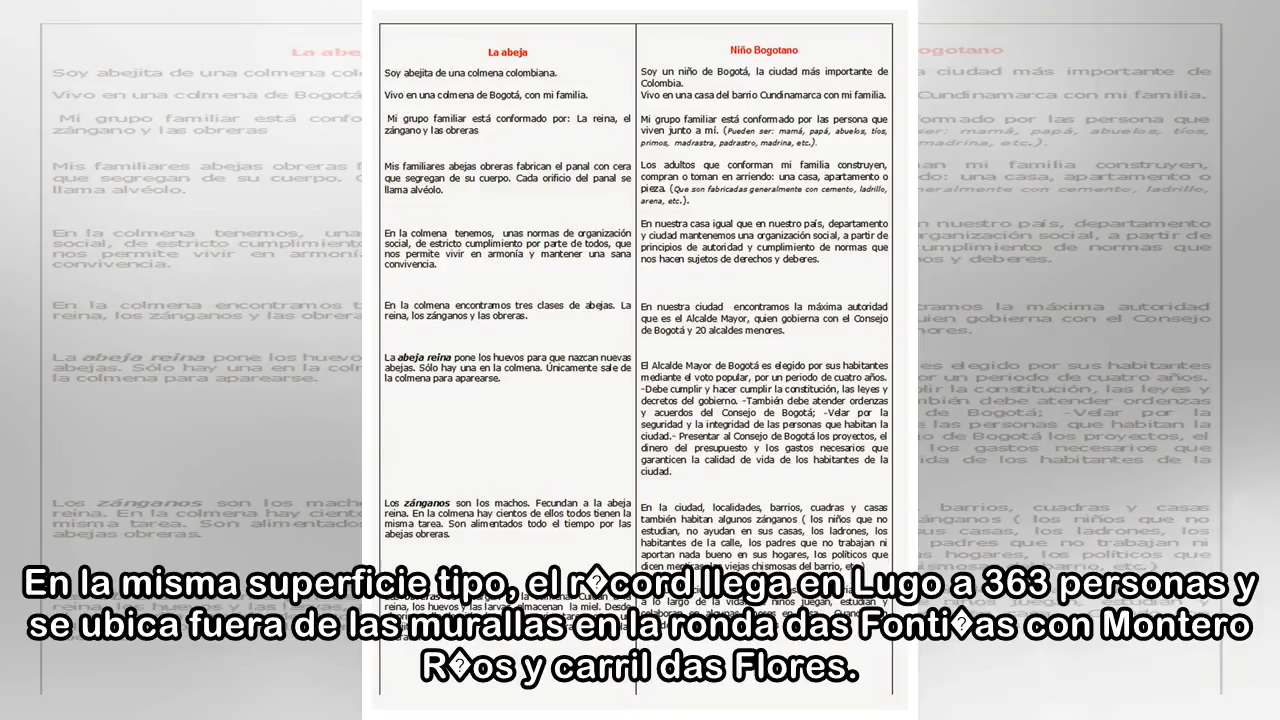 La abeja
Soy abejita de una colmena colombiana.
Vivo en una colmena de Bogotá, con mi familia.
Mi grupo familiar está conformado por: La reina, el
zángano y las obreras
Mis familiares abejas obreras fabrican el panal con cera
que segregan de su cuerpo. Cada orificio del panal se
llama alvéolo.
En la colmena tenemos, unas normas de organización
social, de estricto cumplimiento por parte de todos, que
nos permite vivir en armonía y mantener una sana
convivencia.
En la colmena encontramos tres clases de abejas. La
reina, los zánganos y las obreras.
La abeja reina pone los huevos para que nazcan nuevas
abejas. Sólo hay una en la colmena. Únicamente sale de
la colmena para aparearse.
Los zánganos son los machos. Fecundan a la abeja
reina. En la colmena hay cientos de ellos todos tienen la
misma tarea. Son alimentados todo el tiempo por las
abejas obreras.
Niño Bogotano
Soy un niño de Bogotá, la ciudad más importante de
Colombia.
Vivo en una casa del barrio Cundinamarca con mi familia.
Mi grupo familiar está conformado por las persona que
viven junto a mí. (Pueden ser: mamá, papá, abuelos, tíos,
primos, madrastra, padrastro, madrina, etc.).
Los adultos que conforman mi familia construyen,
compran o toman en arriendo: una casa, apartamento o
pieza. (Que son fabricadas generalmente con cemento, ladrillo,
arena, etc.).
En nuestra casa igual que en nuestro país, departamento
y ciudad mantenemos una organización social, a partir de
principios de autoridad y cumplimiento de normas que
nos hacen sujetos de derechos y deberes.
En nuestra ciudad encontramos la máxima autoridad
que es el Alcalde Mayor, quien gobierna con el Consejo
de Bogotá y 20 alcaldes menores.
El Alcalde Mayor de Bogotá es elegido por sus habitantes
mediante el voto popular, por un periodo de cuatro años.
-Debe cumplir y hacer cumplir la constitución, las leyes y
decretos del gobierno. -También debe atender ordenzas
y acuerdos del Consejo de Bogotá; -Velar por la
seguridad y la integridad de las personas que habitan la
ciudad.- Presentar al Consejo de Bogotá los proyectos, el
dinero del presupuesto y los gastos necesarios que
garanticen la calidad de vida de los habitantes de la
ciudad.
En la ciudad, localidades, barrios, cuadras y casas
también habitan algunos zánganos ( los niños que no
estudian, no ayudan en sus casas, los ladrones, los
habitantes de la calle, los padres que no trabajan ni
aportan nada bueno en sus hogares, los políticos que
dicen mentiras las viejas chismosas del barrio, etc.)
En la misma superficie tipo, el r�cord llega en Lugo a 363 personas y
se ubica fuera de las murallas en la ronda das Fonti�as con Montero
R�os y carril das Flores.